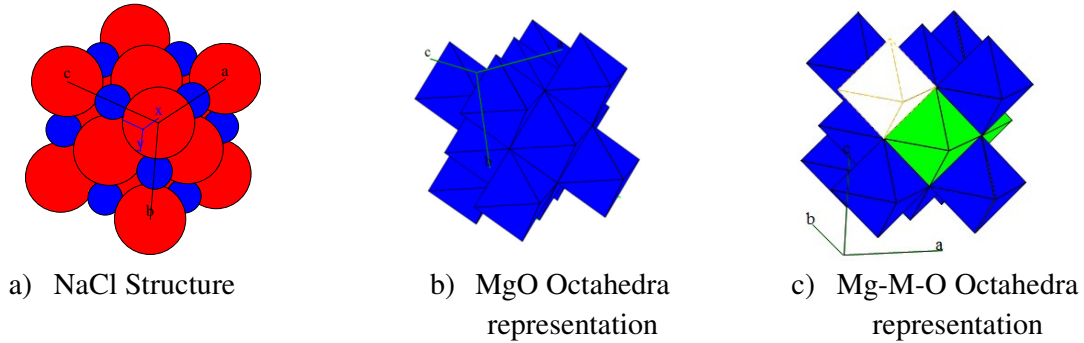 c
a
x
y
b
c
b
c
b
a
a) NaCl Structure
b) MgO Octahedra
representation
c) Mg-M-O Octahedra
representation